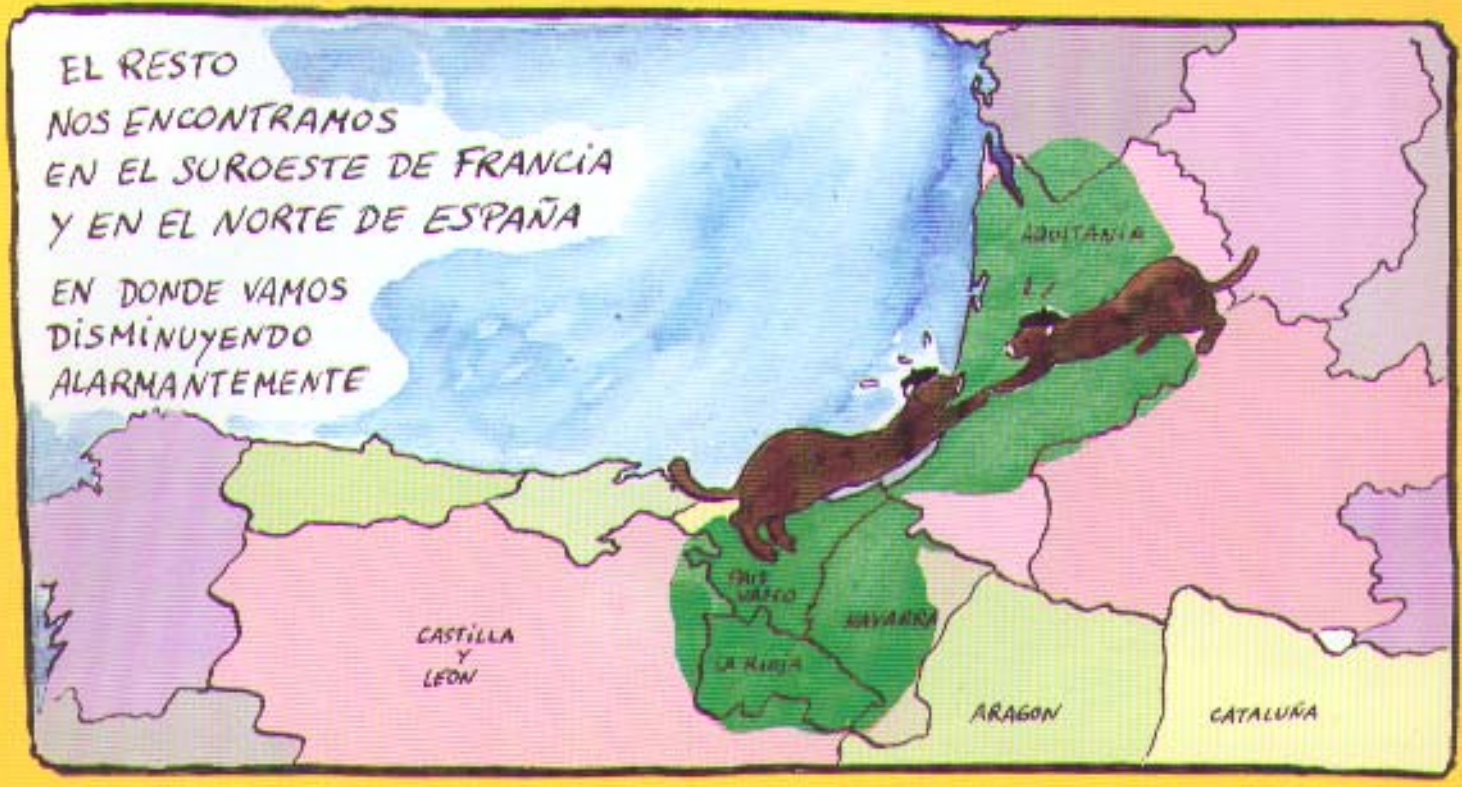 EL RESTO
NOS ENCONTRAMOS
EN EL SUROESTE DE FRANCIA
Y EN EL NORTE DE ESPAÑA
EN DONDE VAMOS
DISMINUYENDO
ALARMANTEMENTE
AQUITANIA
PAIS
VASCO
NAVARRA
LA RIOJA
CASTILLA
Y
LEON
ARAGON
CATALUÑA